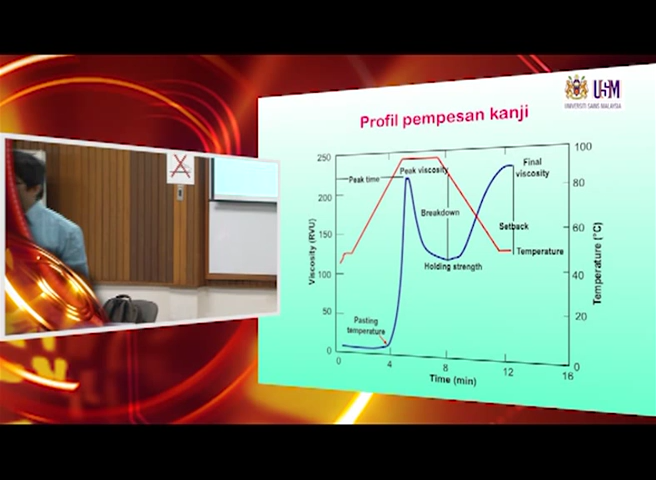 USM
UNIVERSITI SAINS MALAYSIA
Profil pempesan kanji
250
200
150
100
50
0
Viscosity (RVU)
Peak time
Peak viscosity
Final
viscosity
Breakdown
Setback
Temperature
Holding strength
Pasting
temperature
100
80
60
40
20
0
Temperature (°C)
0
4
8
12
16
Time (min)